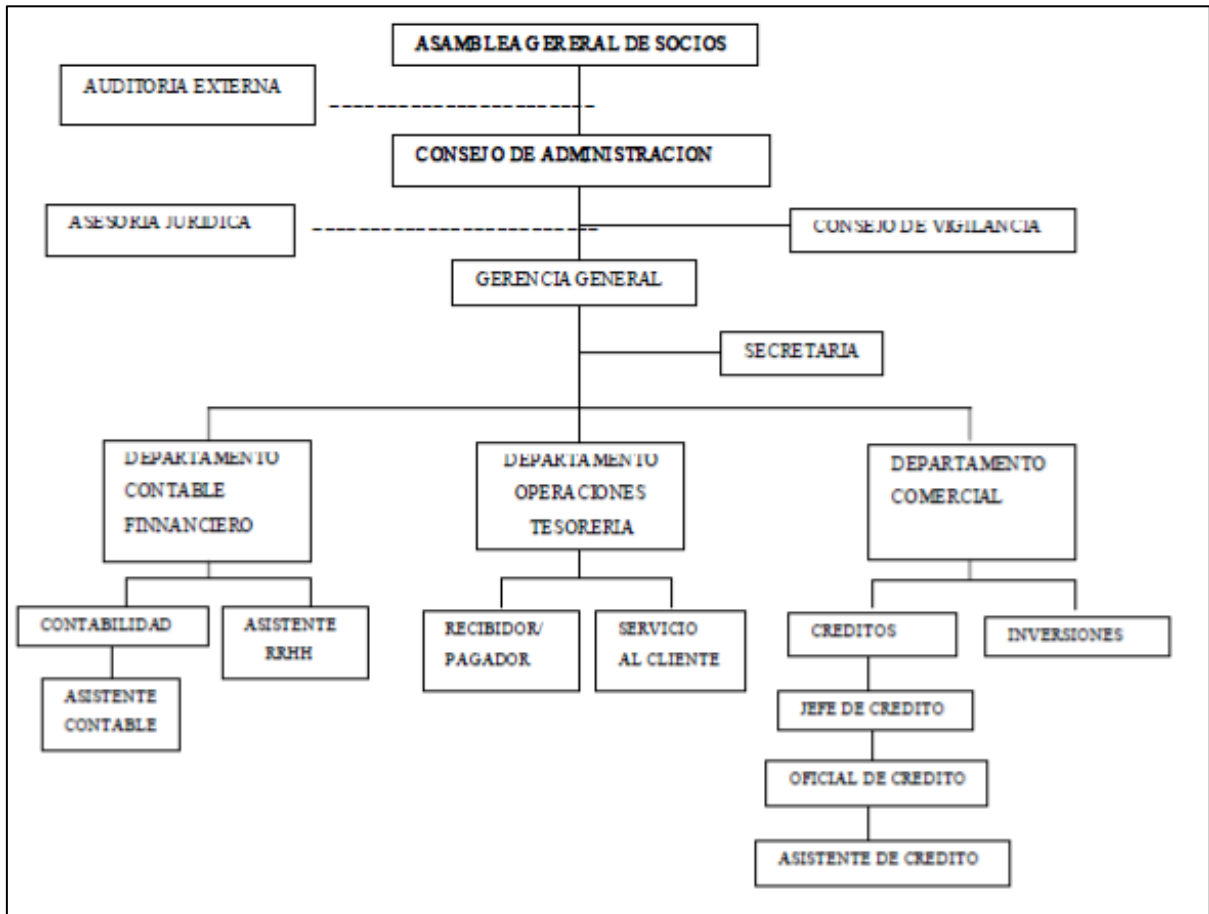 ASAMBLEA GERERAL DE SOCIOS
AUDITORIA EXTERNA
CONSEJO DE ADMINISTRACION
ASESORIA JURIDICA
CONSEJO DE VIGILANCIA
GERENCIA GENERAL
SECRETARIA
DEPARTAMENTO
CONTABLE
FINNANCIERO
DEPARTAMENTO
OPERACIONES
TESORERIA
DEPARTAMENTO
COMERCIAL
CONTABILIDAD
ASISTENTE
RRHH
ASISTENTE
CONTABLE
RECIBIDOR/
PAGADOR
SERVICIO
AL CLIENTE
CREDITOS
INVERSIONES
JEFE DE CREDITO
OFICIAL DE CREDITO
ASISTENTE DE CREDITO